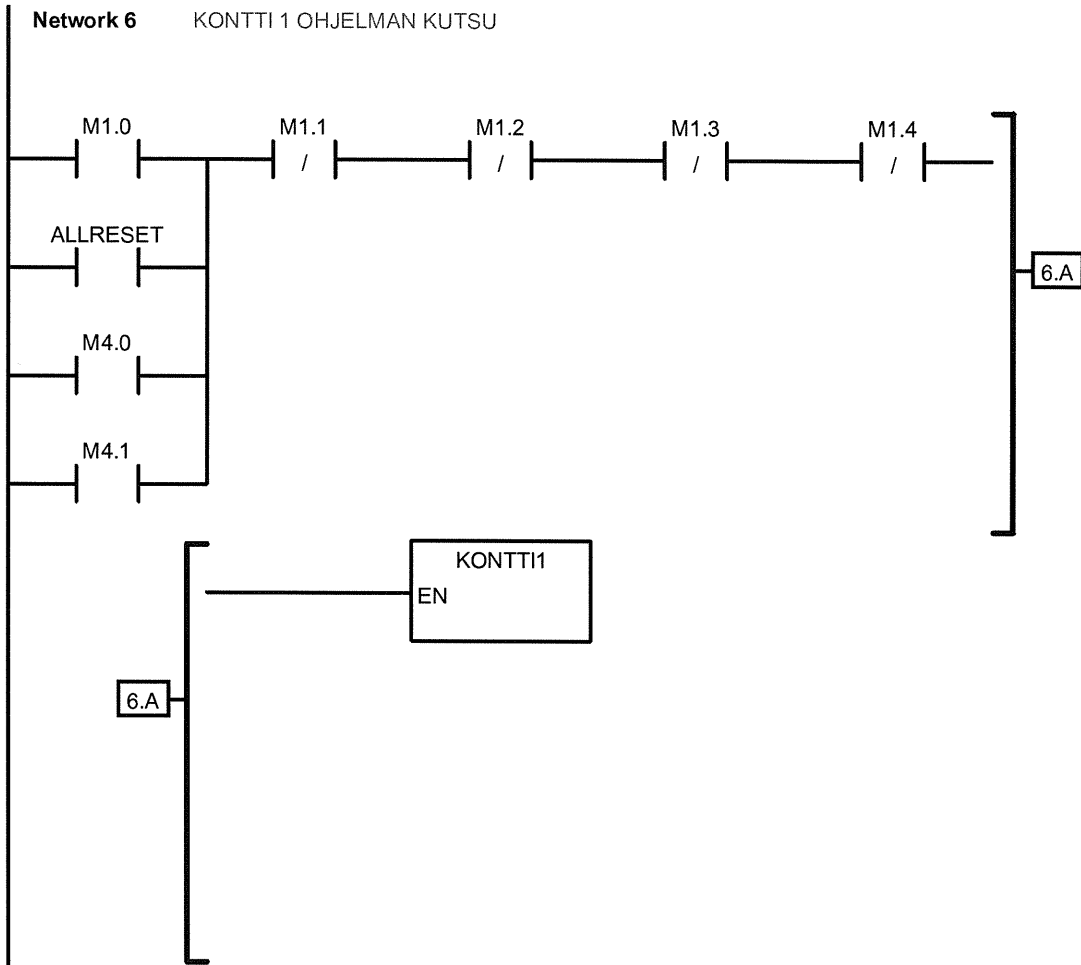 Network 6 KONTTI 1 OHJELMAN KUTSU
M1.0 M1.1 M1.2 M1.3 M1.4
/ / / /
ALLRESET
6.A
M4.0
M4.1
KONTTI1
EN
6.A